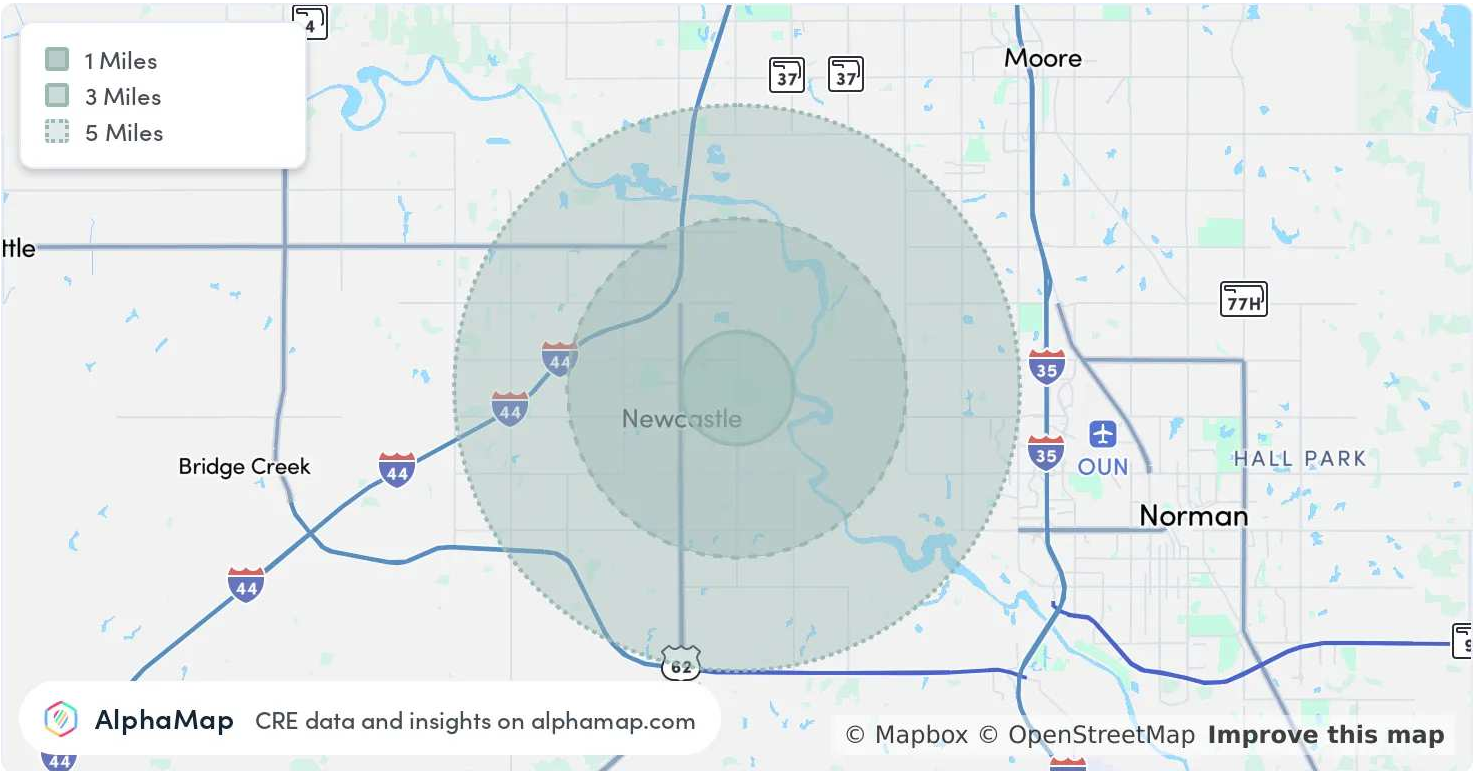 4
1 Miles
3 Miles
5 Miles
Moore
37
37
ttle
77H
44
35
44
Newcastle
35
44
Bridge Creek
OUN
HALL PARK
Norman
44
62
9
AlphaMap
CRE data and insights on alphamap.com
© Mapbox © OpenStreetMap Improve this map
44